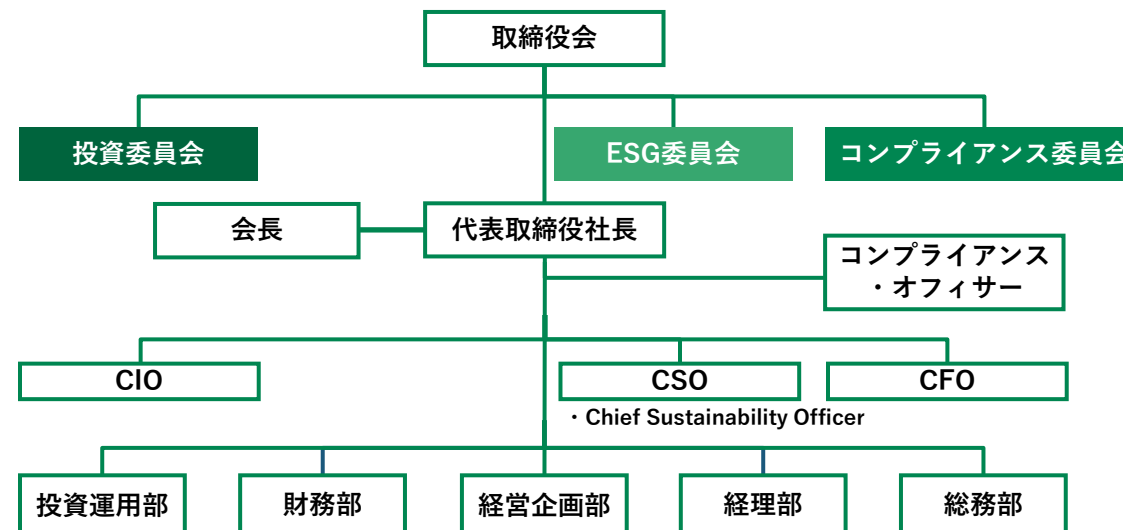 取締役会
投資委員会
ESG委員会
コンプライアンス委員会
会長
代表取締役社長
コンプライアンス
・オフィサー
CIO
CSO
CFO
・Chief Sustainability Officer
投資運用部
財務部
経営企画部
経理部
総務部